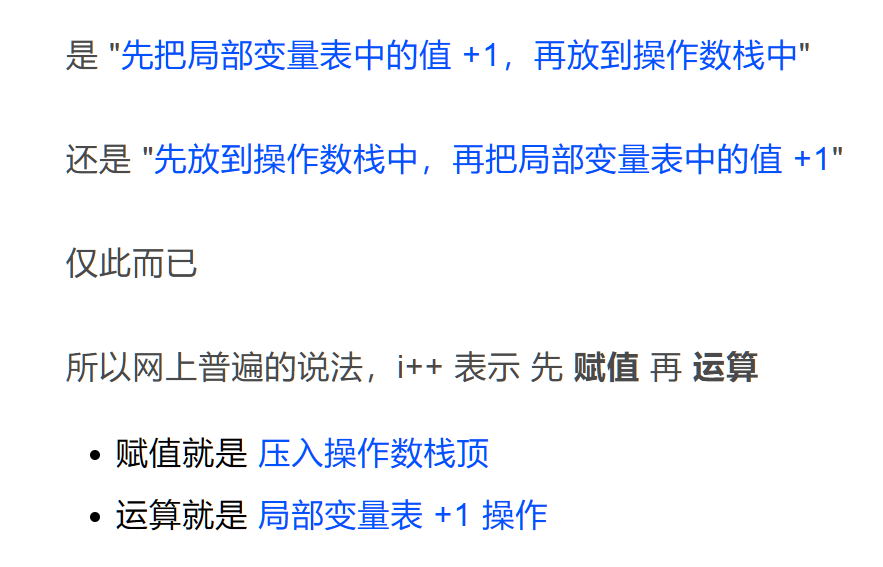 是 "先把局部变量表中的值 +1，再放到操作数栈中"
还是 "先放到操作数栈中，再把局部变量表中的值 +1"
仅此而已
所以网上普遍的说法，i++ 表示 先 赋值 再 运算
• 赋值就是 压入操作数栈顶
• 运算就是 局部变量表 +1 操作